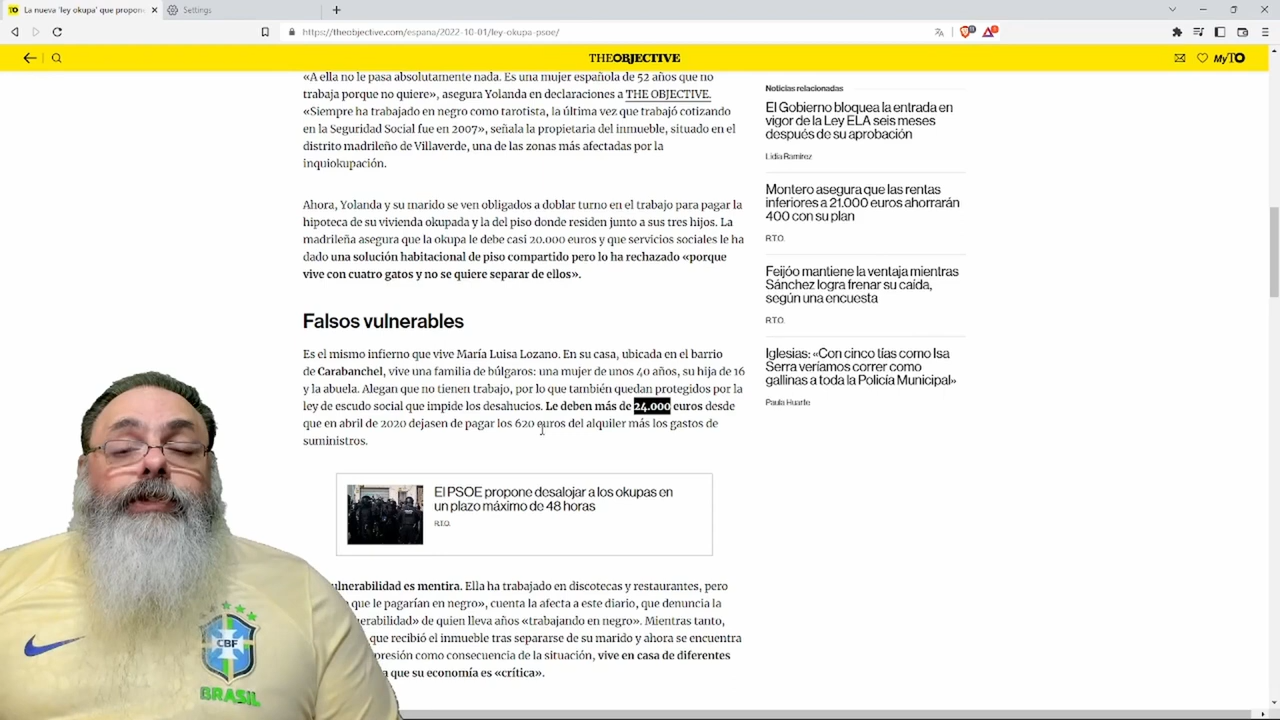 La nueva 'ley okupa' que propone
Settings
https://theobjective.com/espana/2022-10-01/ley-okupa-psoe/
THEOBJECTIVE
MyTO
«A ella no le pasa absolutamente nada. Es una mujer española de 52 años que no
trabaja porque no quiere», asegura Yolanda en declaraciones a THE OBJECTIVE.
«Siempre ha trabajado en negro como tarotista, la última vez que trabajó cotizando
en la Seguridad Social fue en 2007», señala la propietaria del inmueble, situado en el
distrito madrileño de Villaverde, una de las zonas más afectadas por la
inquiokupación.
Ahora, Yolanda y su marido se ven obligados a doblar turno en el trabajo para pagar la
hipoteca de su vivienda okupada y la del piso donde residen junto a sus tres hijos. La
madrileña asegura que la okupa le debe casi 20.000 euros y que servicios sociales le ha
dado una solución habitacional de piso compartido pero lo ha rechazado «porque
vive con cuatro gatos y no se quiere separar de ellos».
Falsos vulnerables
Es el mismo infierno que vive María Luisa Lozano. En su casa, ubicada en el barrio
de Carabanchel, vive una familia de búlgaros: una mujer de unos 40 años, su hija de 16
y la abuela. Alegan que no tienen trabajo, por lo que también quedan protegidos por la
ley de escudo social que impide los desahucios. Le deben más de 24.000 euros desde
que en abril de 2020 dejasen de pagar los 620 euros del alquiler más los gastos de
suministros.
El PSOE propone desalojar a los okupas en
un plazo máximo de 48 horas
R.T.O.
vulnerabilidad es mentira. Ella ha trabajado en discotecas y restaurantes, pero
que le pagarían en negro», cuenta la afecta a este diario, que denuncia la
de quien lleva años «trabajando en negro». Mientras tanto,
que recibió el inmueble tras separarse de su marido y ahora se encuentra
como consecuencia de la situación, vive en casa de diferentes
que su economía es «crítica».
Noticias relacionadas
El Gobierno bloquea la entrada en
vigor de la Ley ELA seis meses
después de su aprobación
Lidia Ramírez
Montero asegura que las rentas
inferiores a 21.000 euros ahorrarán
400 con su plan
R.T.O.
Feijóo mantiene la ventaja mientras
Sánchez logra frenar su caída,
según una encuesta
R.T.O.
Iglesias: «Con cinco tías como Isa
Serra veríamos correr como
gallinas a toda la Policía Municipal»
Paula Huarte
CBF
BRASIL